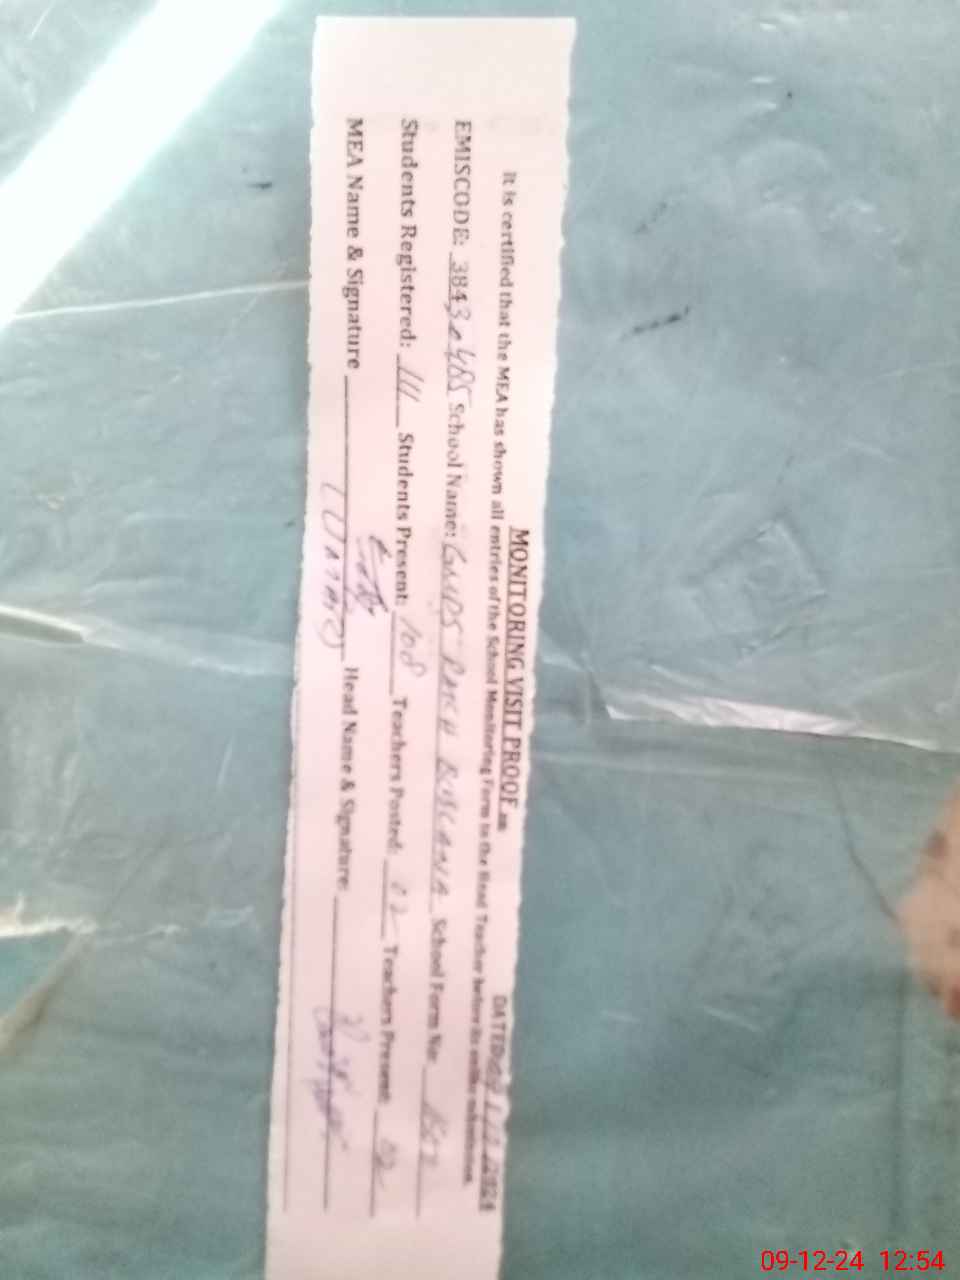 MONITORING VISIT PROOF
DATED: 2024
It is certified that the MEA has shown all entries of the School Monitoring Form to the Head Teacher before its online submission.
EMISCODE: 38430485 School Name: GMPS School Form No:
Students Registered: 111 Students Present: 108 Teachers Posted: 02 Teachers Present: 02
MEA Name & Signature Head Name & Signature:
09-12-24 12:54